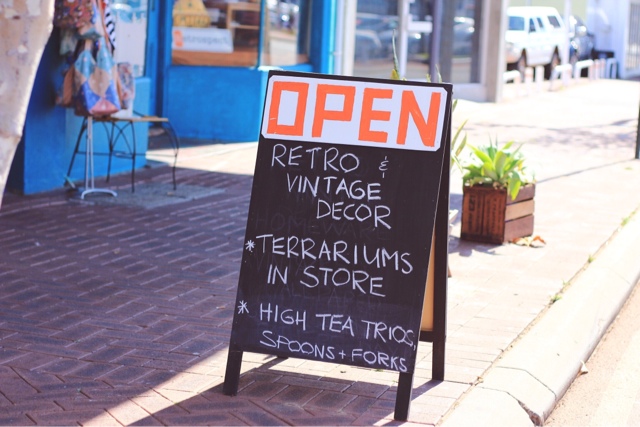 OPEN
RETRO &
VINTAGE
DECOR
* TERRARIUMS
IN STORE
* HIGH TEA TRIOS,
SPOONS + FORKS